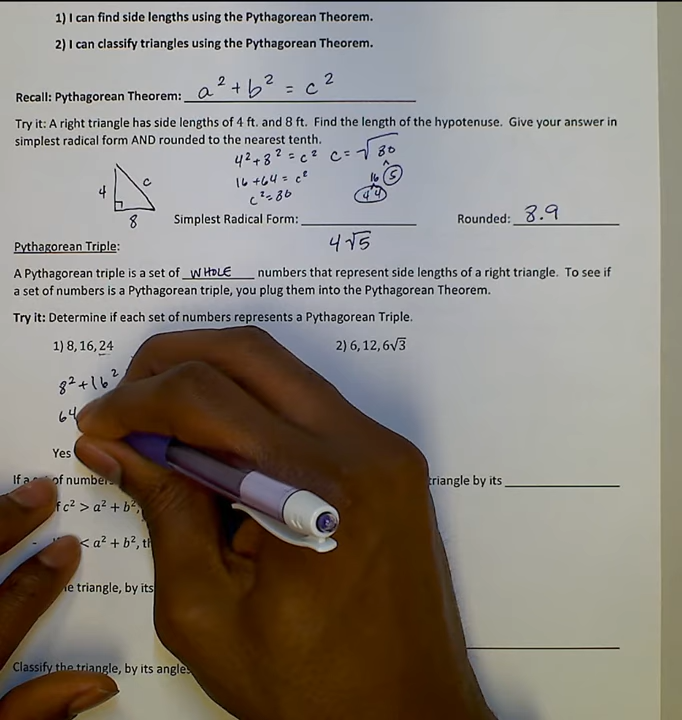 1) I can find side lengths using the Pythagorean Theorem.
2) I can classify triangles using the Pythagorean Theorem.
Recall: Pythagorean Theorem: a² + b² = c²
Try it: A right triangle has side lengths of 4 ft. and 8 ft. Find the length of the hypotenuse. Give your answer in
simplest radical form AND rounded to the nearest tenth.
4² + 8² = c² c = √80
16 + 64 = c² 16 5
c² = 80 4 4
4 c
8
Simplest Radical Form: 4√5 Rounded: 8.9
Pythagorean Triple:
A Pythagorean triple is a set of WHOLE numbers that represent side lengths of a right triangle. To see if
a set of numbers is a Pythagorean triple, you plug them into the Pythagorean Theorem.
Try it: Determine if each set of numbers represents a Pythagorean Triple.
1) 8, 16, 24 2) 6, 12, 6√3
8² + 16²
64
Yes
If a of number triangle by its
f c² > a² + b²,
< a² + b², th
e triangle, by its
Classify the triangle, by its angles